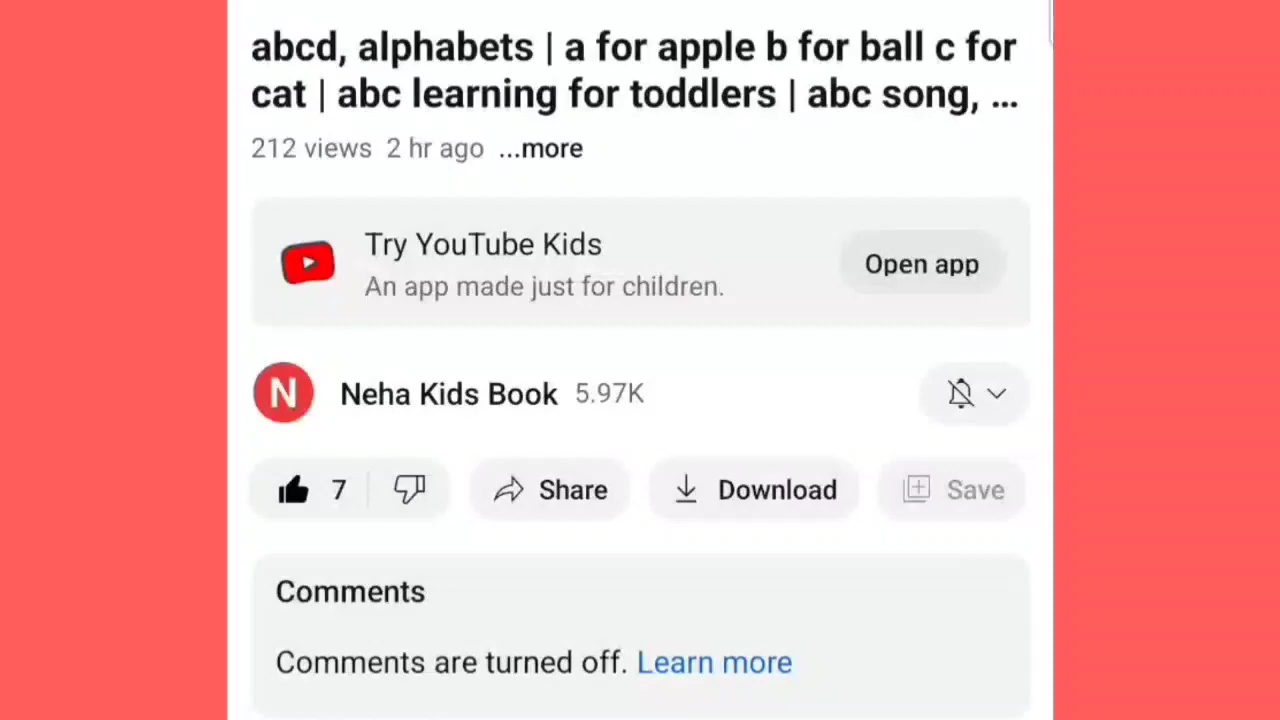 abcd, alphabets | a for apple b for ball c for
cat | abc learning for toddlers | abc song, ...
212 views 2 hr ago ...more
Try YouTube Kids
An app made just for children.
Open app
N Neha Kids Book 5.97K
7 Share Download Save
Comments
Comments are turned off. Learn more